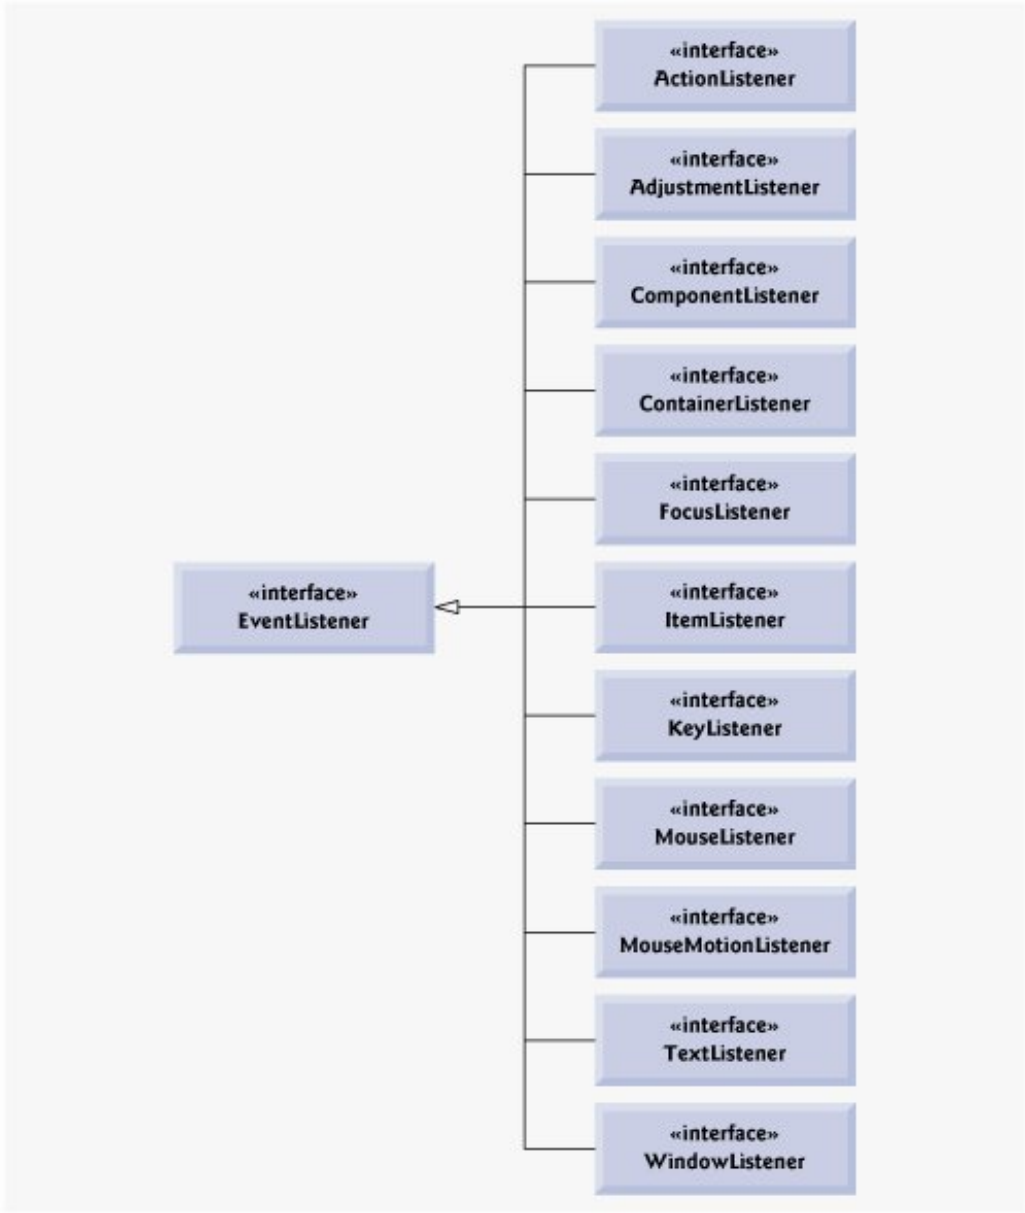 «interface»
ActionListener
«interface»
AdjustmentListener
«interface»
ComponentListener
«interface»
ContainerListener
«interface»
FocusListener
«interface»
EventListener
«interface»
ItemListener
«interface»
KeyListener
«interface»
MouseListener
«interface»
MouseMotionListener
«interface»
TextListener
«interface»
WindowListener